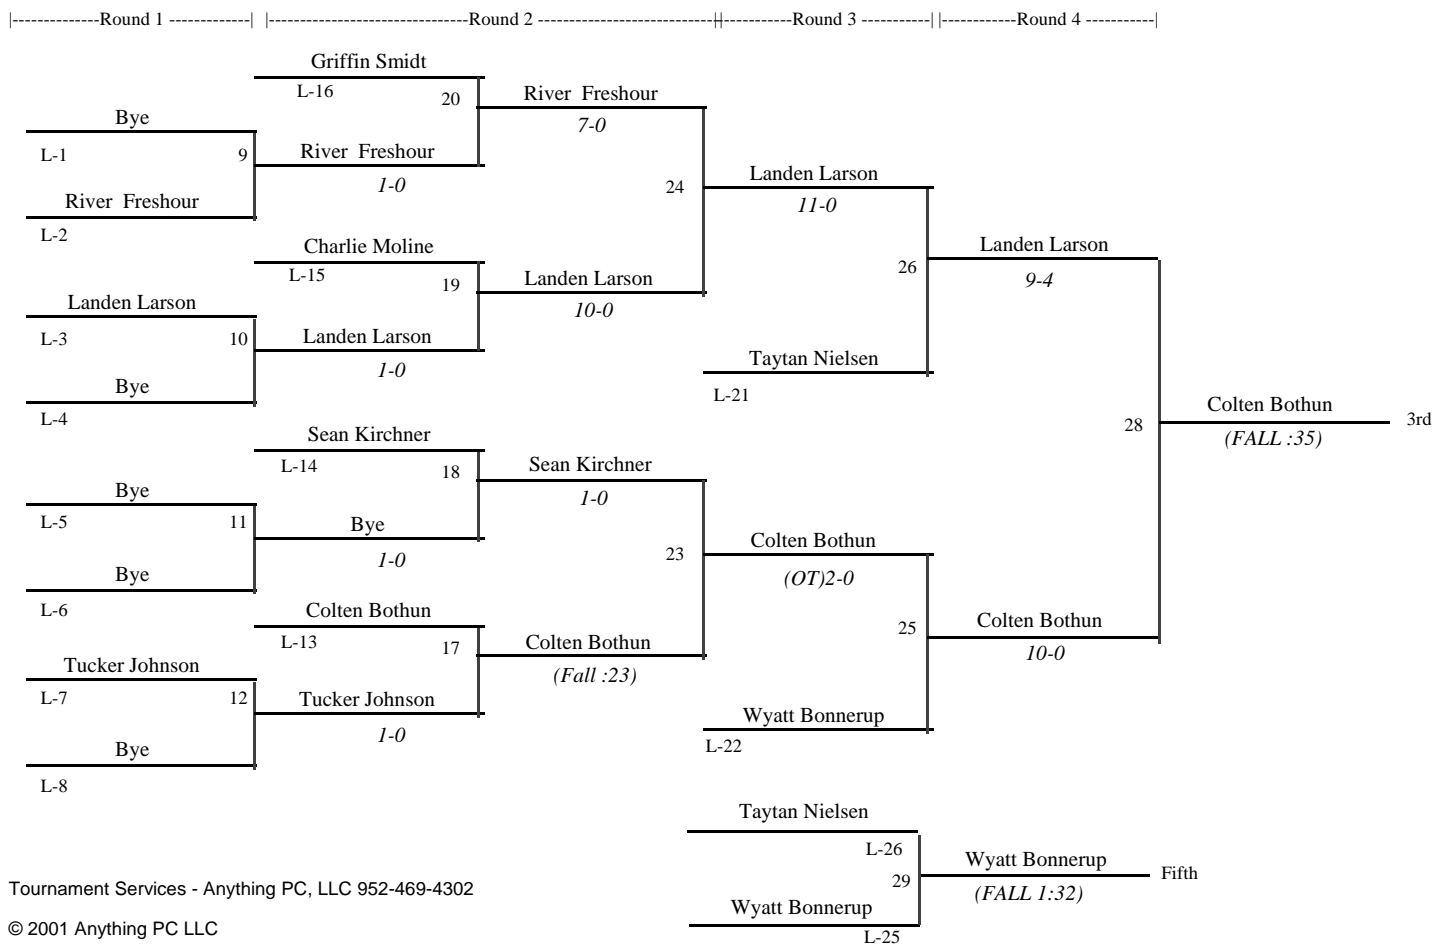 |---------------Round 1 --------------| |---------------------------------Round 2 ------------------------------||------------Round 3 ------------| |-------------Round 4 ------------|
Griffin Smidt
L-16
20
River  Freshour
7-0
Bye
L-1
9
River  Freshour
1-0
River  Freshour
L-2
24
Landen Larson
11-0
Charlie Moline
L-15
19
Landen Larson
10-0
Landen Larson
L-3
10
Landen Larson
1-0
Bye
L-4
26
Landen Larson
9-4
Taytan Nielsen
L-21
28
Colten Bothun
(FALL :35)
3rd
Sean Kirchner
L-14
18
Sean Kirchner
1-0
Bye
L-5
11
Bye
1-0
Bye
L-6
23
Colten Bothun
(OT)2-0
Colten Bothun
L-13
17
Colten Bothun
(Fall :23)
25
Colten Bothun
10-0
Tucker Johnson
L-7
12
Tucker Johnson
1-0
Bye
L-8
Wyatt Bonnerup
L-22
Taytan Nielsen
L-26
29
Wyatt Bonnerup
(FALL 1:32)
Fifth
Wyatt Bonnerup
L-25
Tournament Services - Anything PC, LLC 952-469-4302
© 2001 Anything PC LLC